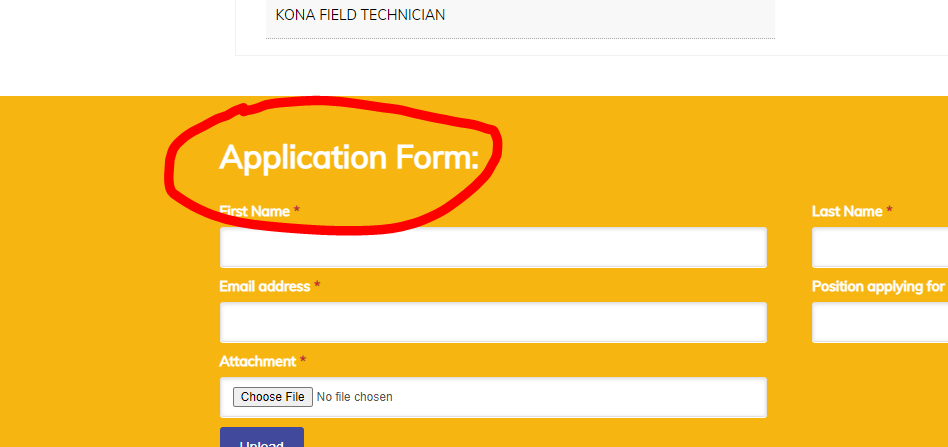 KONA FIELD TECHNICIAN
Application Form:
First Name *
Last Name *
Email address *
Position applying for
Attachment *
Choose File No file chosen
Upload